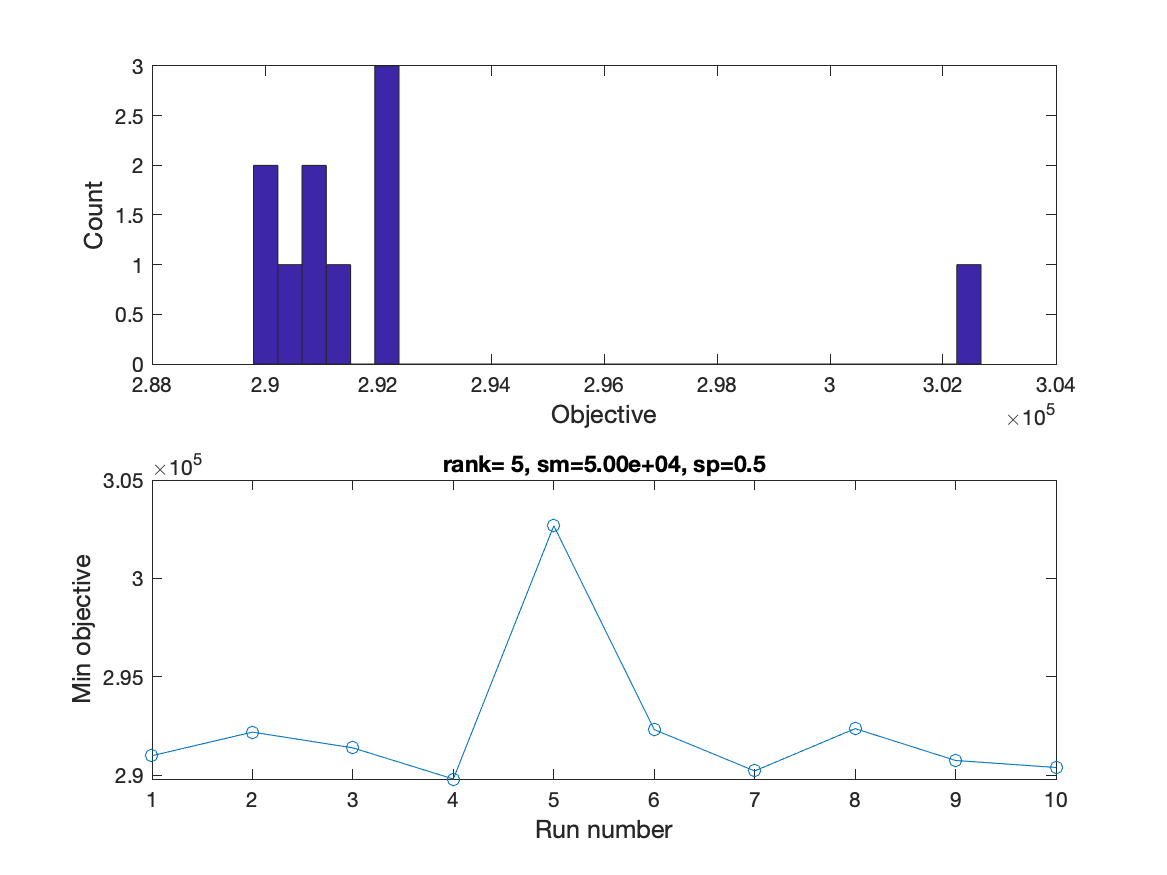 3
2.5
2
1.5
1
0.5
0
Count
2.88 2.9 2.92 2.94 2.96 2.98 3 3.02 3.04
Objective
×10^5
rank= 5, sm=5.00e+04, sp=0.5
×10^5
3.05
3
2.95
2.9
Min objective
1 2 3 4 5 6 7 8 9 10
Run number